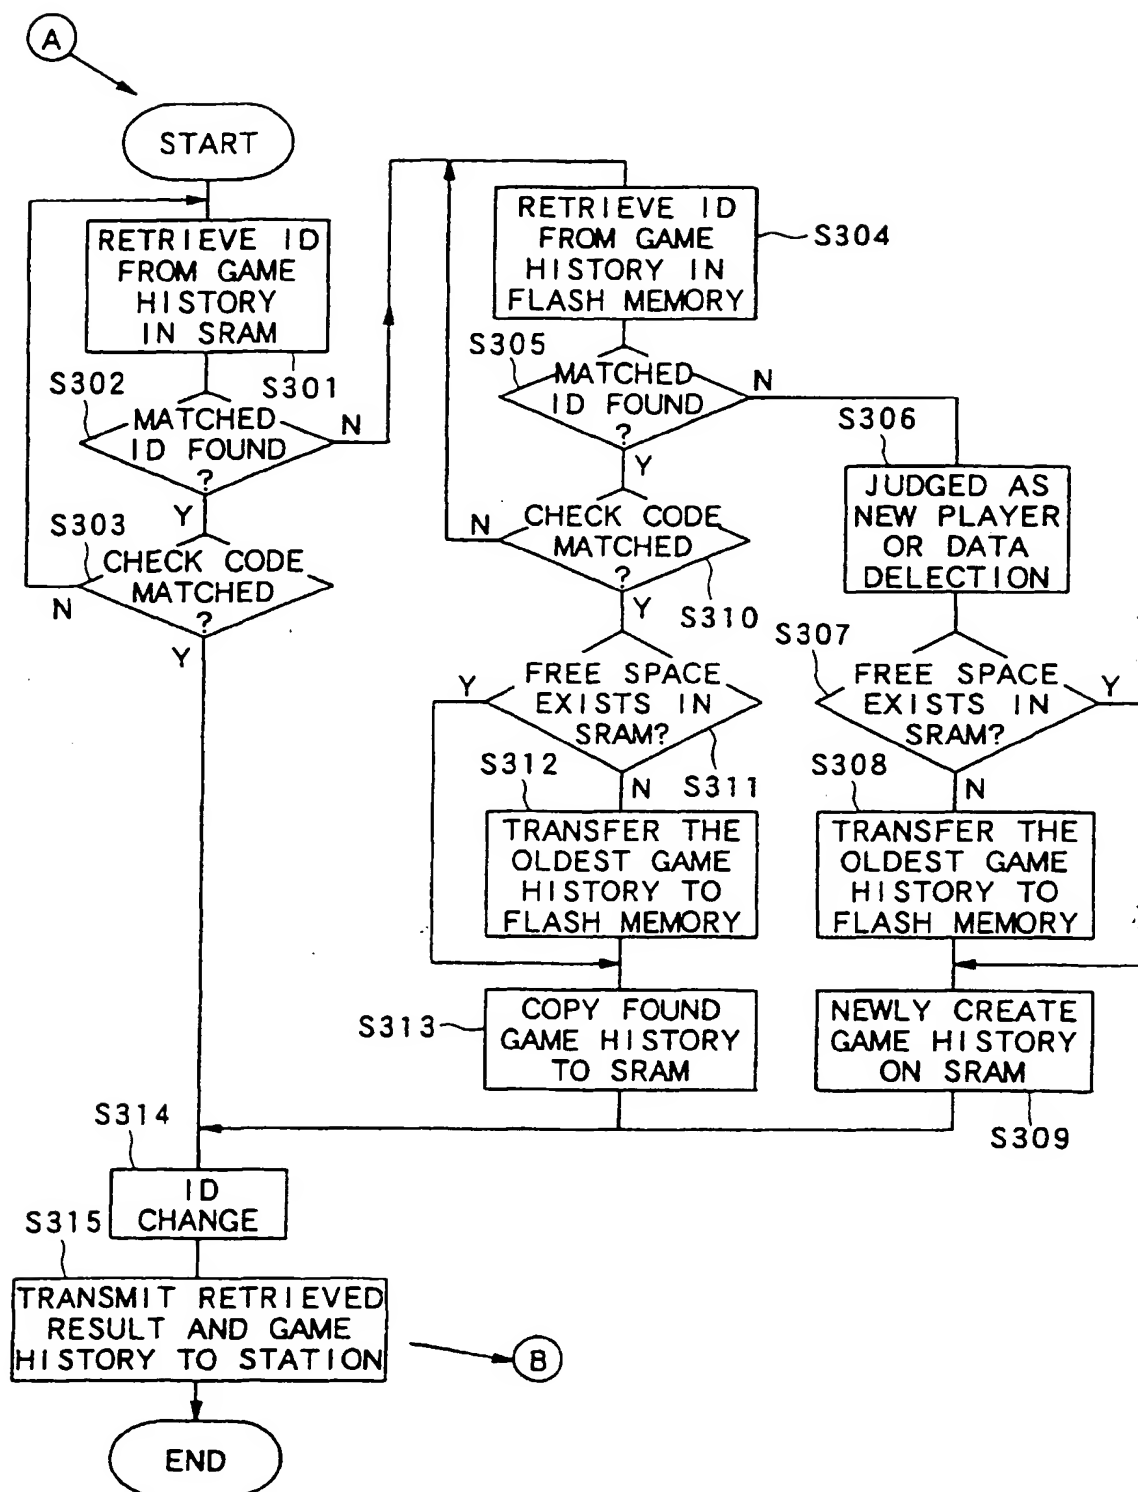 A
START
RETRIEVE ID
FROM GAME
HISTORY
IN SRAM
S301
S302
MATCHED
ID FOUND
?
N
Y
S303
CHECK CODE
MATCHED
?
N
Y
RETRIEVE ID
FROM GAME
HISTORY IN
FLASH MEMORY
S304
S305
MATCHED
ID FOUND
?
N
Y
S306
JUDGED AS
NEW PLAYER
OR DATA
DELECTION
CHECK CODE
MATCHED
?
N
Y
S310
S307
FREE SPACE
EXISTS IN
SRAM?
Y
N
S311
FREE SPACE
EXISTS IN
SRAM?
Y
N
S312
TRANSFER THE
OLDEST GAME
HISTORY TO
FLASH MEMORY
S308
TRANSFER THE
OLDEST GAME
HISTORY TO
FLASH MEMORY
S313
COPY FOUND
GAME HISTORY
TO SRAM
NEWLY CREATE
GAME HISTORY
ON SRAM
S309
S314
ID
CHANGE
S315
TRANSMIT RETRIEVED
RESULT AND GAME
HISTORY TO STATION
B
END